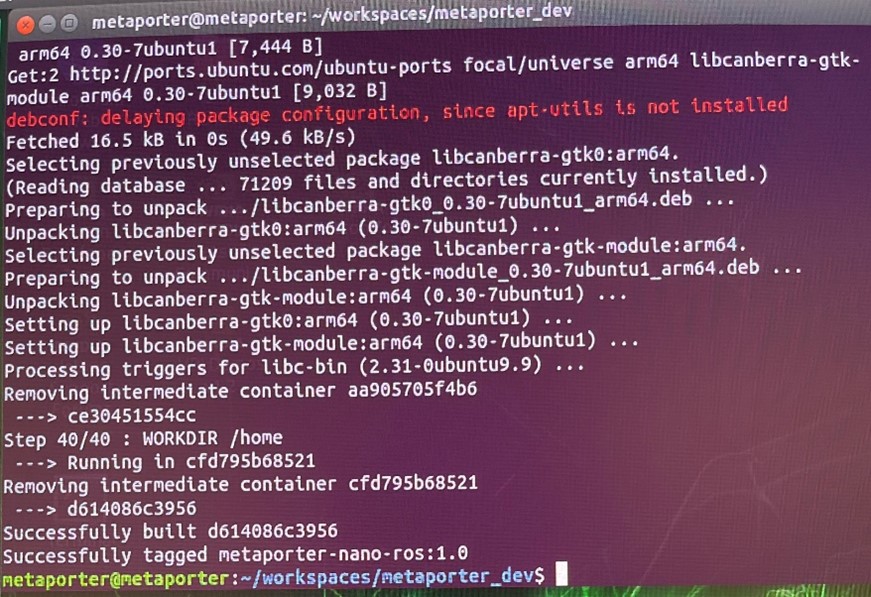 metaporter@metaporter: ~/workspaces/metaporter_dev
arm64 0.30-7ubuntu1 [7,444 B]
Get:2 http://ports.ubuntu.com/ubuntu-ports focal/universe arm64 libcanberra-gtk-
module arm64 0.30-7ubuntu1 [9,032 B]
debconf: delaying package configuration, since apt-utils is not installed
Fetched 16.5 kB in 0s (49.6 kB/s)
Selecting previously unselected package libcanberra-gtk0:arm64.
(Reading database ... 71209 files and directories currently installed.)
Preparing to unpack .../libcanberra-gtk0_0.30-7ubuntu1_arm64.deb ...
Unpacking libcanberra-gtk0:arm64 (0.30-7ubuntu1) ...
Selecting previously unselected package libcanberra-gtk-module:arm64.
Preparing to unpack .../libcanberra-gtk-module_0.30-7ubuntu1_arm64.deb ...
Unpacking libcanberra-gtk-module:arm64 (0.30-7ubuntu1) ...
Setting up libcanberra-gtk0:arm64 (0.30-7ubuntu1) ...
Setting up libcanberra-gtk-module:arm64 (0.30-7ubuntu1) ...
Processing triggers for libc-bin (2.31-0ubuntu9.9) ...
Removing intermediate container aa905705f4b6
---> ce30451554cc
Step 40/40 : WORKDIR /home
---> Running in cfd795b68521
Removing intermediate container cfd795b68521
---> d614086c3956
Successfully built d614086c3956
Successfully tagged metaporter-nano-ros:1.0
metaporter@metaporter:~/workspaces/metaporter_dev$